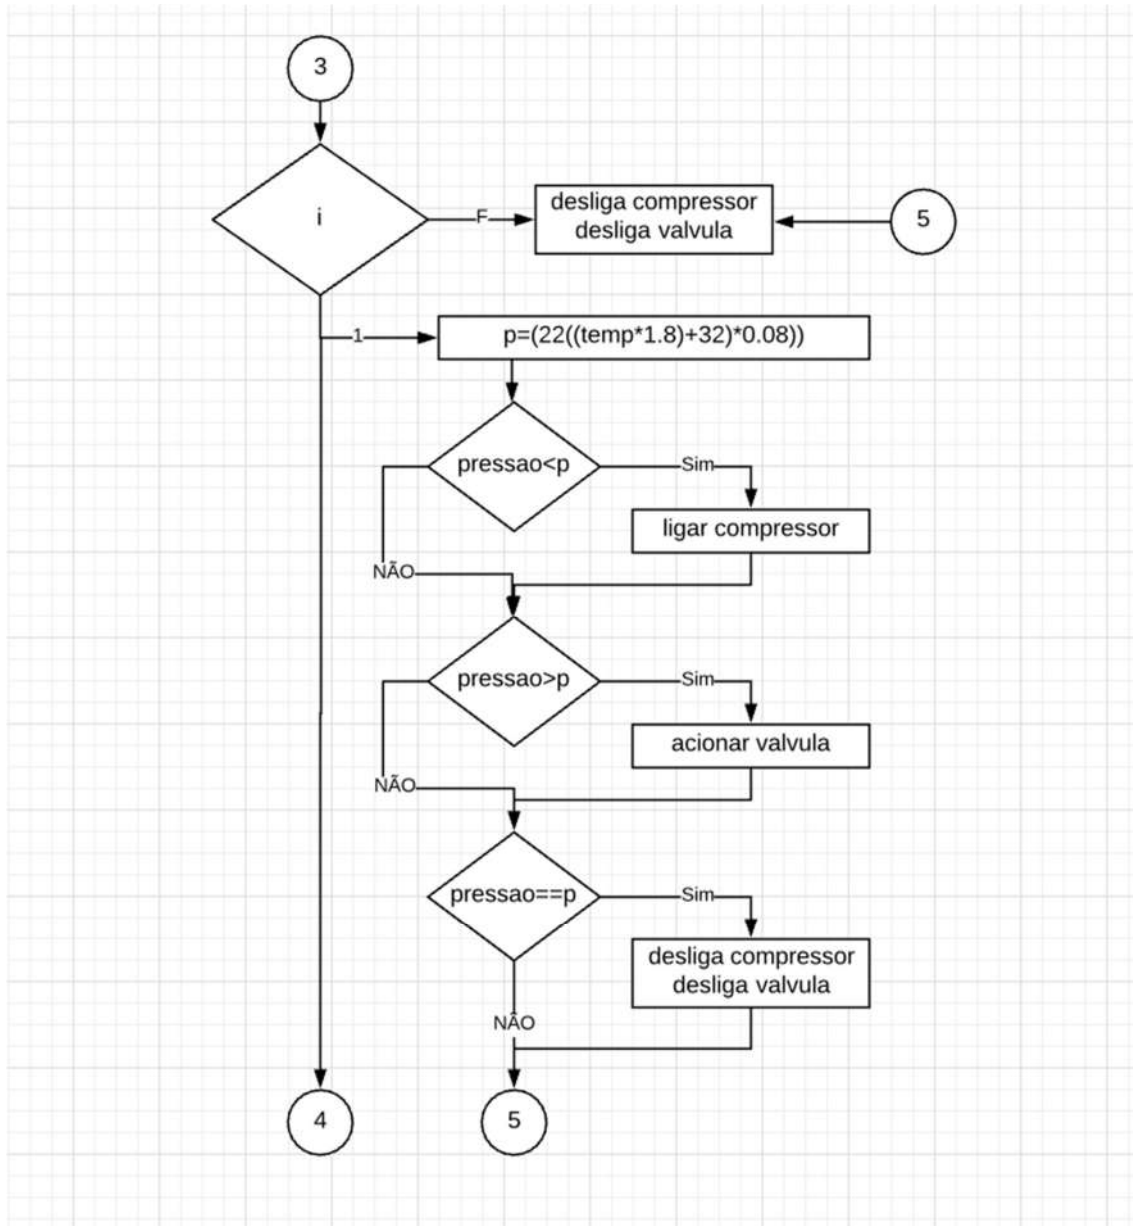 3
i
F
desliga compressor
desliga valvula
5
1
p=(22((temp*1.8)+32)*0.08))
pressao<p
Sim
ligar compressor
NÃO
pressao>p
Sim
acionar valvula
NÃO
pressao==p
Sim
desliga compressor
desliga valvula
NÃO
4
5